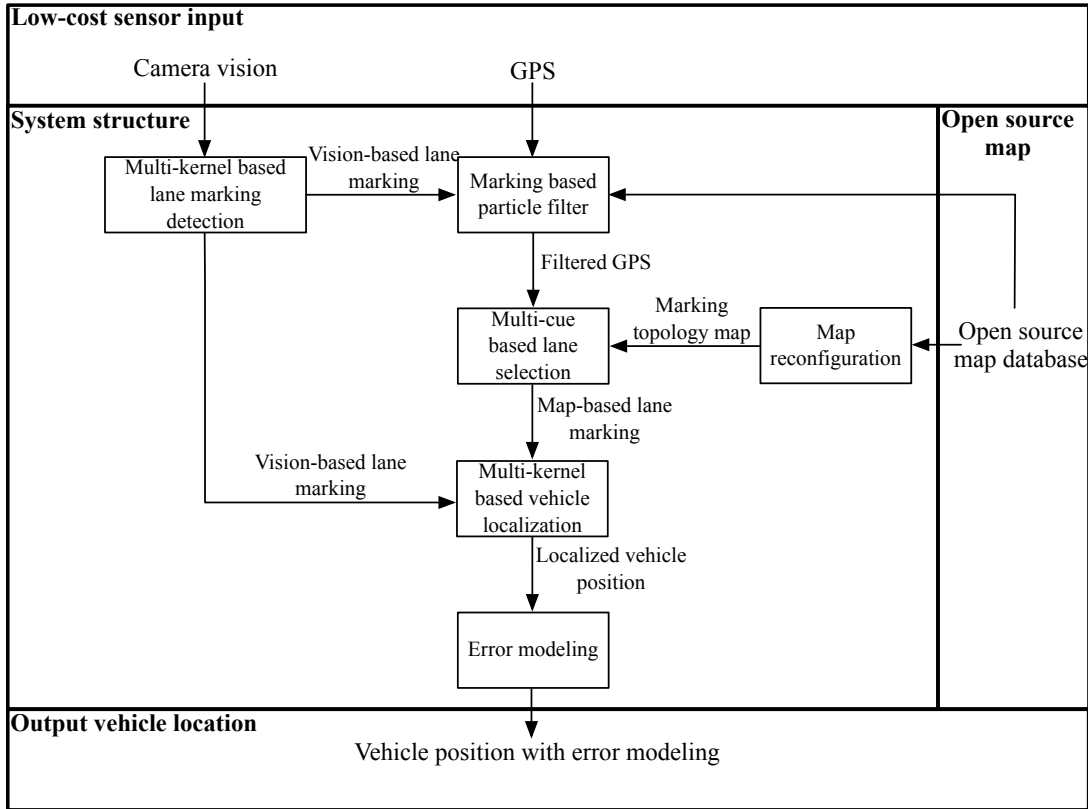 Low-cost sensor input
Camera vision
GPS
System structure
Open source
map
Multi-kernel based
lane marking
detection
Vision-based lane
marking
Marking based
particle filter
Filtered GPS
Multi-cue
based lane
selection
Marking
topology map
Map
reconfiguration
Open source
map database
Map-based lane
marking
Vision-based lane
marking
Multi-kernel
based vehicle
localization
Localized vehicle
position
Error modeling
Output vehicle location
Vehicle position with error modeling